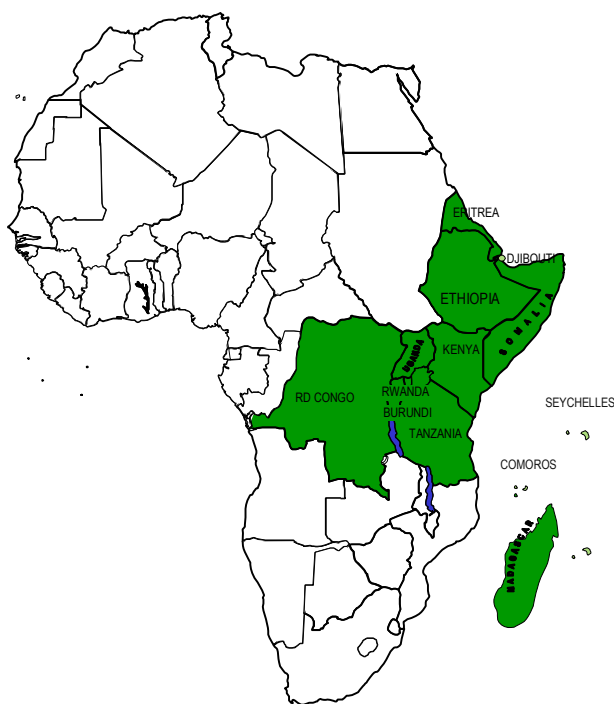 ERITREA
DJIBOUTI
ETHIOPIA
SOMALIA
UGANDA
KENYA
RWANDA
RD CONGO
BURUNDI
TANZANIA
SEYCHELLES
COMOROS
MADAGASCAR